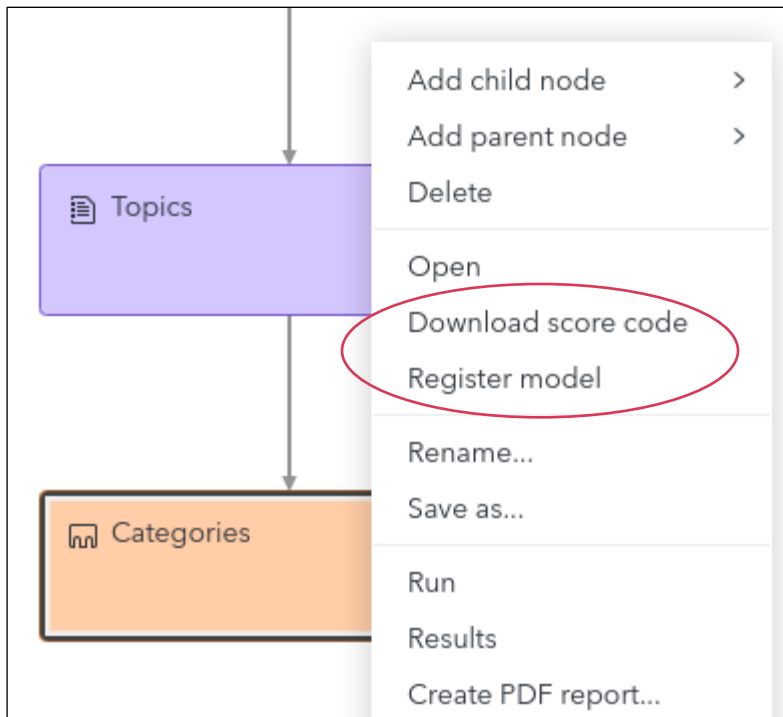 Topics
Categories
Add child node
Add parent node
Delete
Open
Download score code
Register model
Rename...
Save as...
Run
Results
Create PDF report...